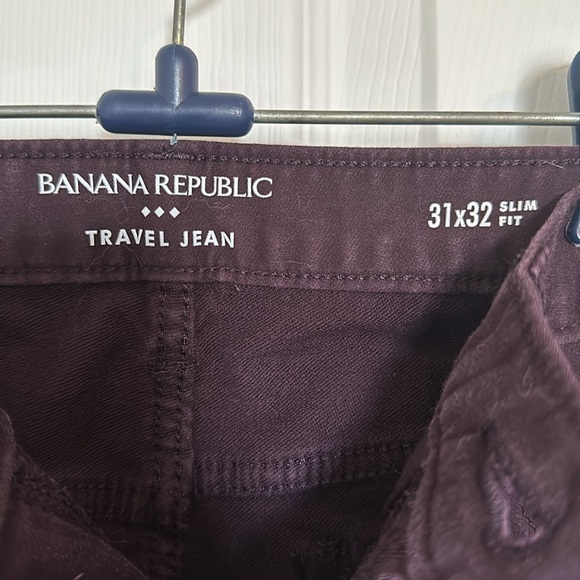 BANANA REPUBLIC
TRAVEL JEAN
31x32 SLIM FIT